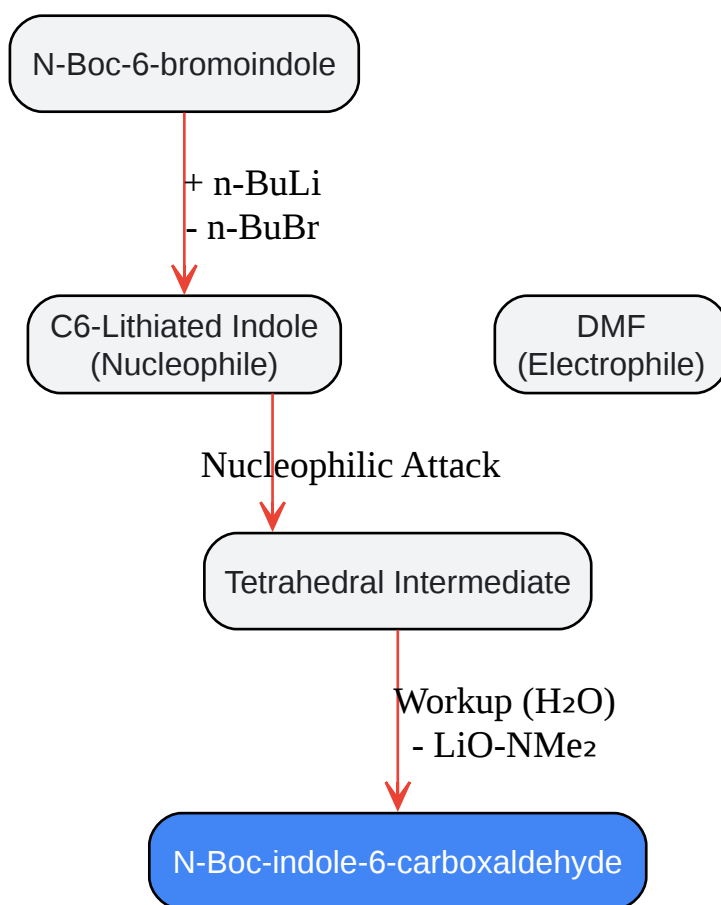 N-Boc-6-bromoindole
+ n-BuLi
- n-BuBr
C6-Lithiated Indole
(Nucleophile)
DMF
(Electrophile)
Nucleophilic Attack
Tetrahedral Intermediate
Workup (H₂O)
- LiO-NMe₂
N-Boc-indole-6-carboxaldehyde